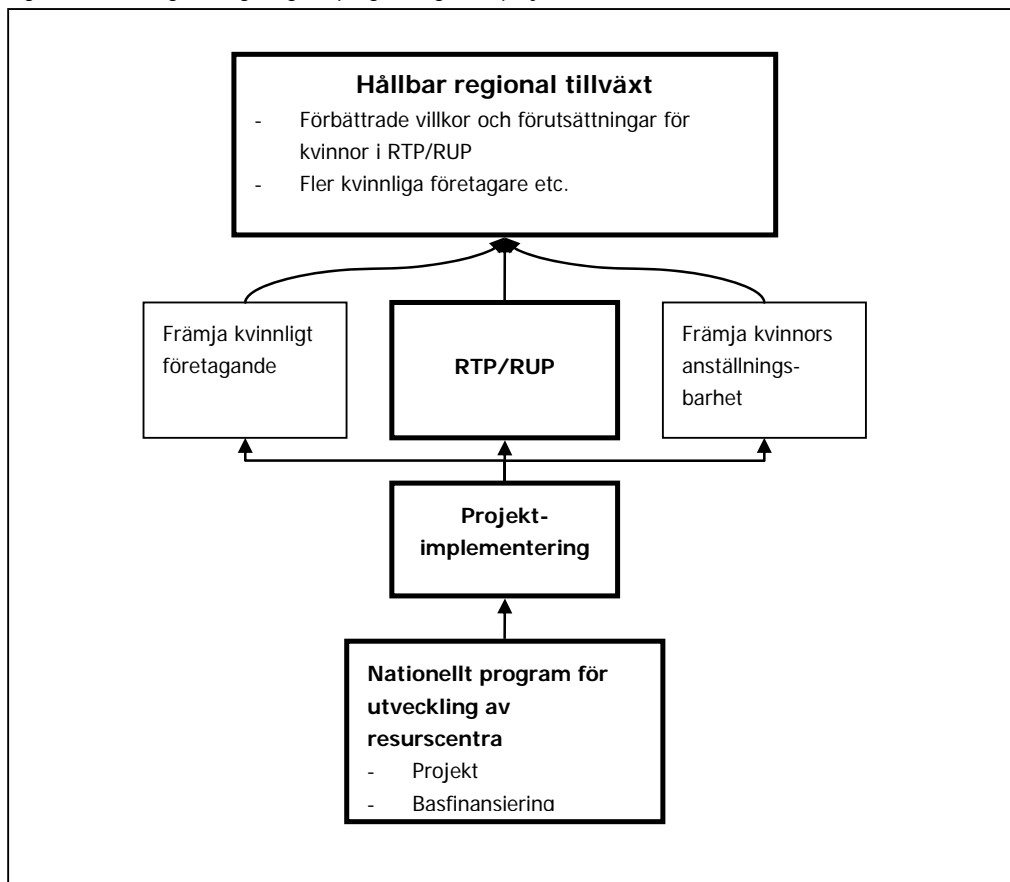 Hållbar regional tillväxt
- Förbättrade villkor och förutsättningar för
kvinnor i RTP/RUP
- Fler kvinnliga företagare etc.
Främja kvinnligt
företagande
RTP/RUP
Främja kvinnors
anställnings-
barhet
Projekt-
implementering
Nationellt program för
utveckling av
resurscentra
- Projekt
- Basfinansiering